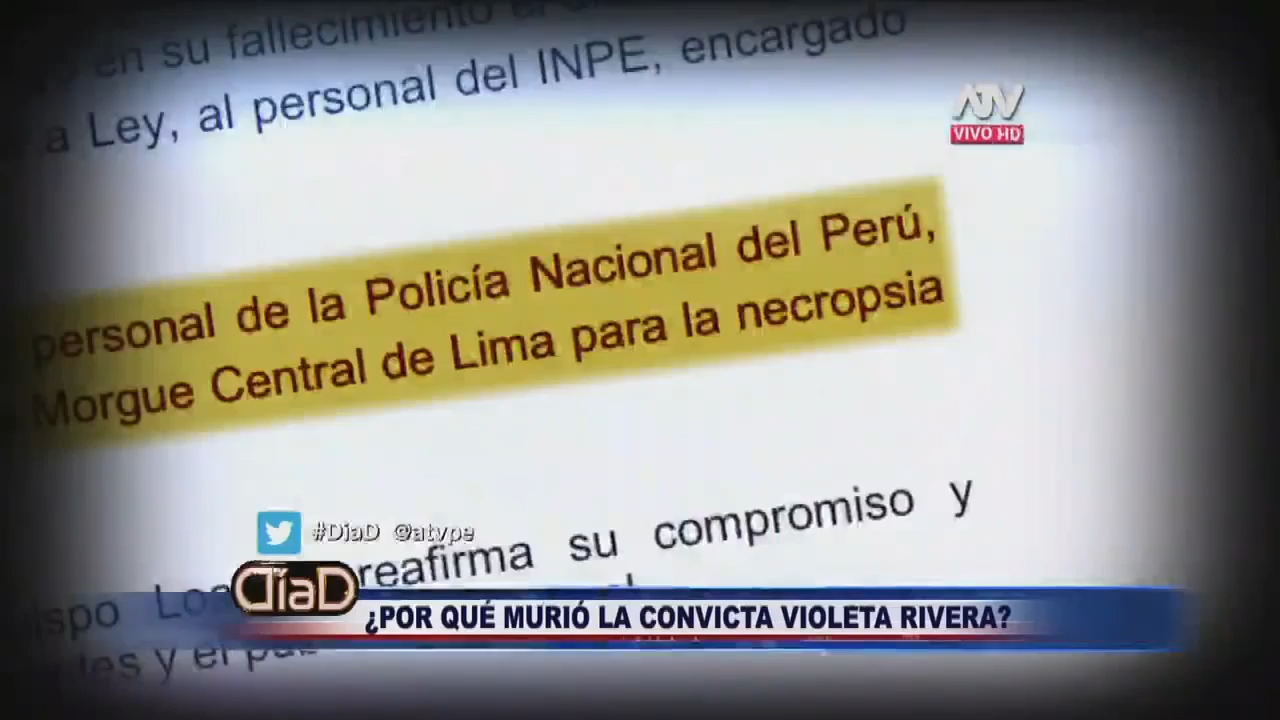 en su fallecimiento
a Ley, al personal del INPE, encargado
ATV
VIVO HD
personal de la Policía Nacional del Perú,
Morgue Central de Lima para la necropsia
#DiaD @atvpe
reafirma su compromiso y
DíaD
¿POR QUÉ MURIÓ LA CONVICTA VIOLETA RIVERA?
y el